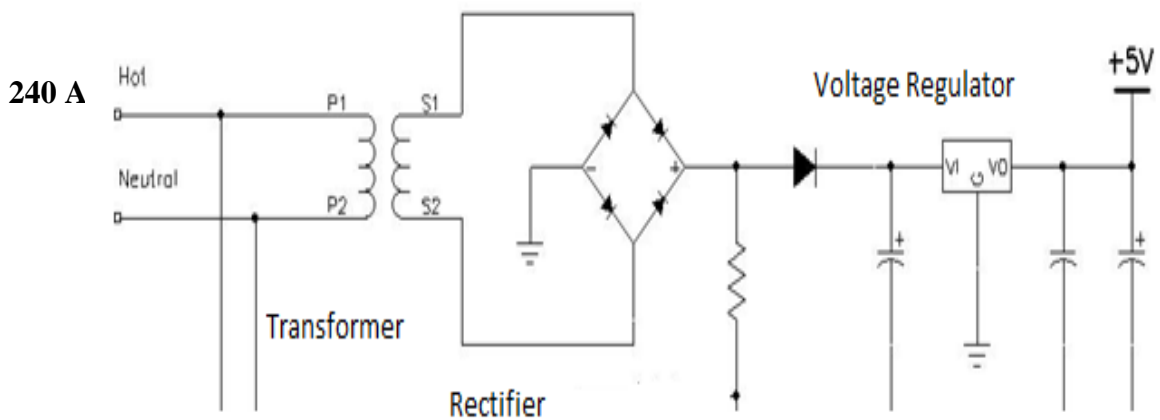 240 A
Hot
Neutral
P1
P2
S1
S2
-
+
Transformer
Rectifier
Voltage Regulator
VI
VO
G
+5V
+
+